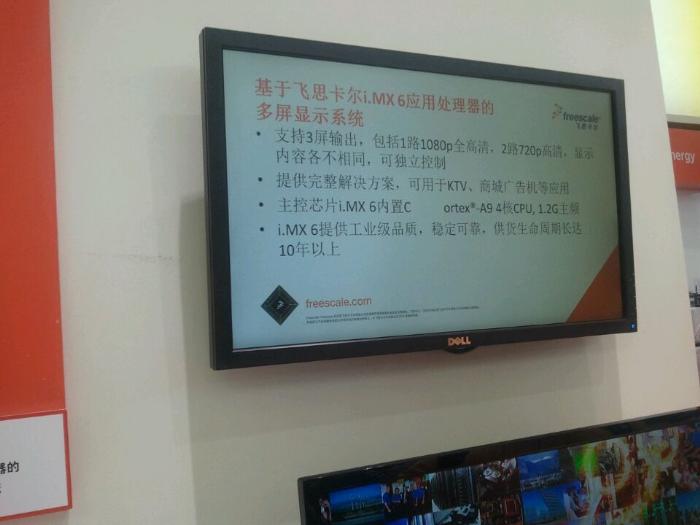 基于飞思卡尔i.MX 6应用处理器的
多屏显示系统
freescale
飞思卡尔
• 支持3屏输出，包括1路1080p全高清，2路720p高清，显示
内容各不相同，可独立控制
• 提供完整解决方案，可用于KTV、商城广告机等应用
• 主控芯片i.MX 6内置C ortex®-A9 4核CPU, 1.2G主频
• i.MX 6提供工业级品质，稳定可靠，供货生命周期长达
10年以上
freescale.com
DELL
nergy
器的